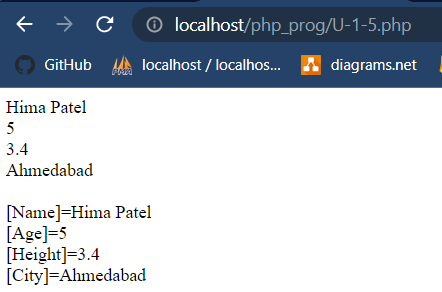 localhost/php_prog/U-1-5.php
GitHub localhost / localhos... diagrams.net
Hima Patel
5
3.4
Ahmedabad
[Name]=Hima Patel
[Age]=5
[Height]=3.4
[City]=Ahmedabad